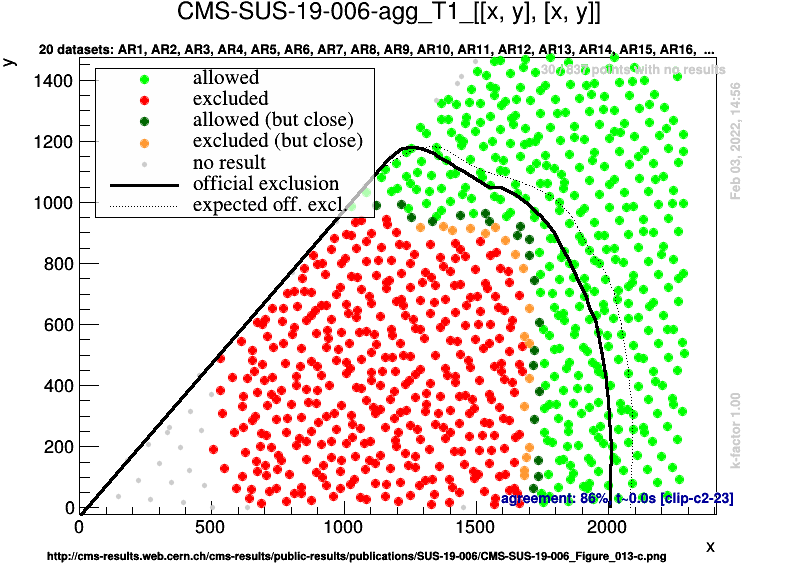 CMS-SUS-19-006-agg_T1_[[x, y], [x, y]]
20 datasets: AR1, AR2, AR3, AR4, AR5, AR6, AR7, AR8, AR9, AR10, AR11, AR12, AR13, AR14, AR15, AR16, ...
y
allowed
excluded
allowed (but close)
excluded (but close)
no result
official exclusion
expected off. excl.
points with no results
Feb 03, 2022, 14:56
k-factor 1.00
1400
1200
1000
800
600
400
200
0
agreement: 86%, t~0.0s [clip-c2-23]
0 500 1000 1500 2000
x
http://cms-results.web.cern.ch/cms-results/public-results/publications/SUS-19-006/CMS-SUS-19-006_Figure_013-c.png